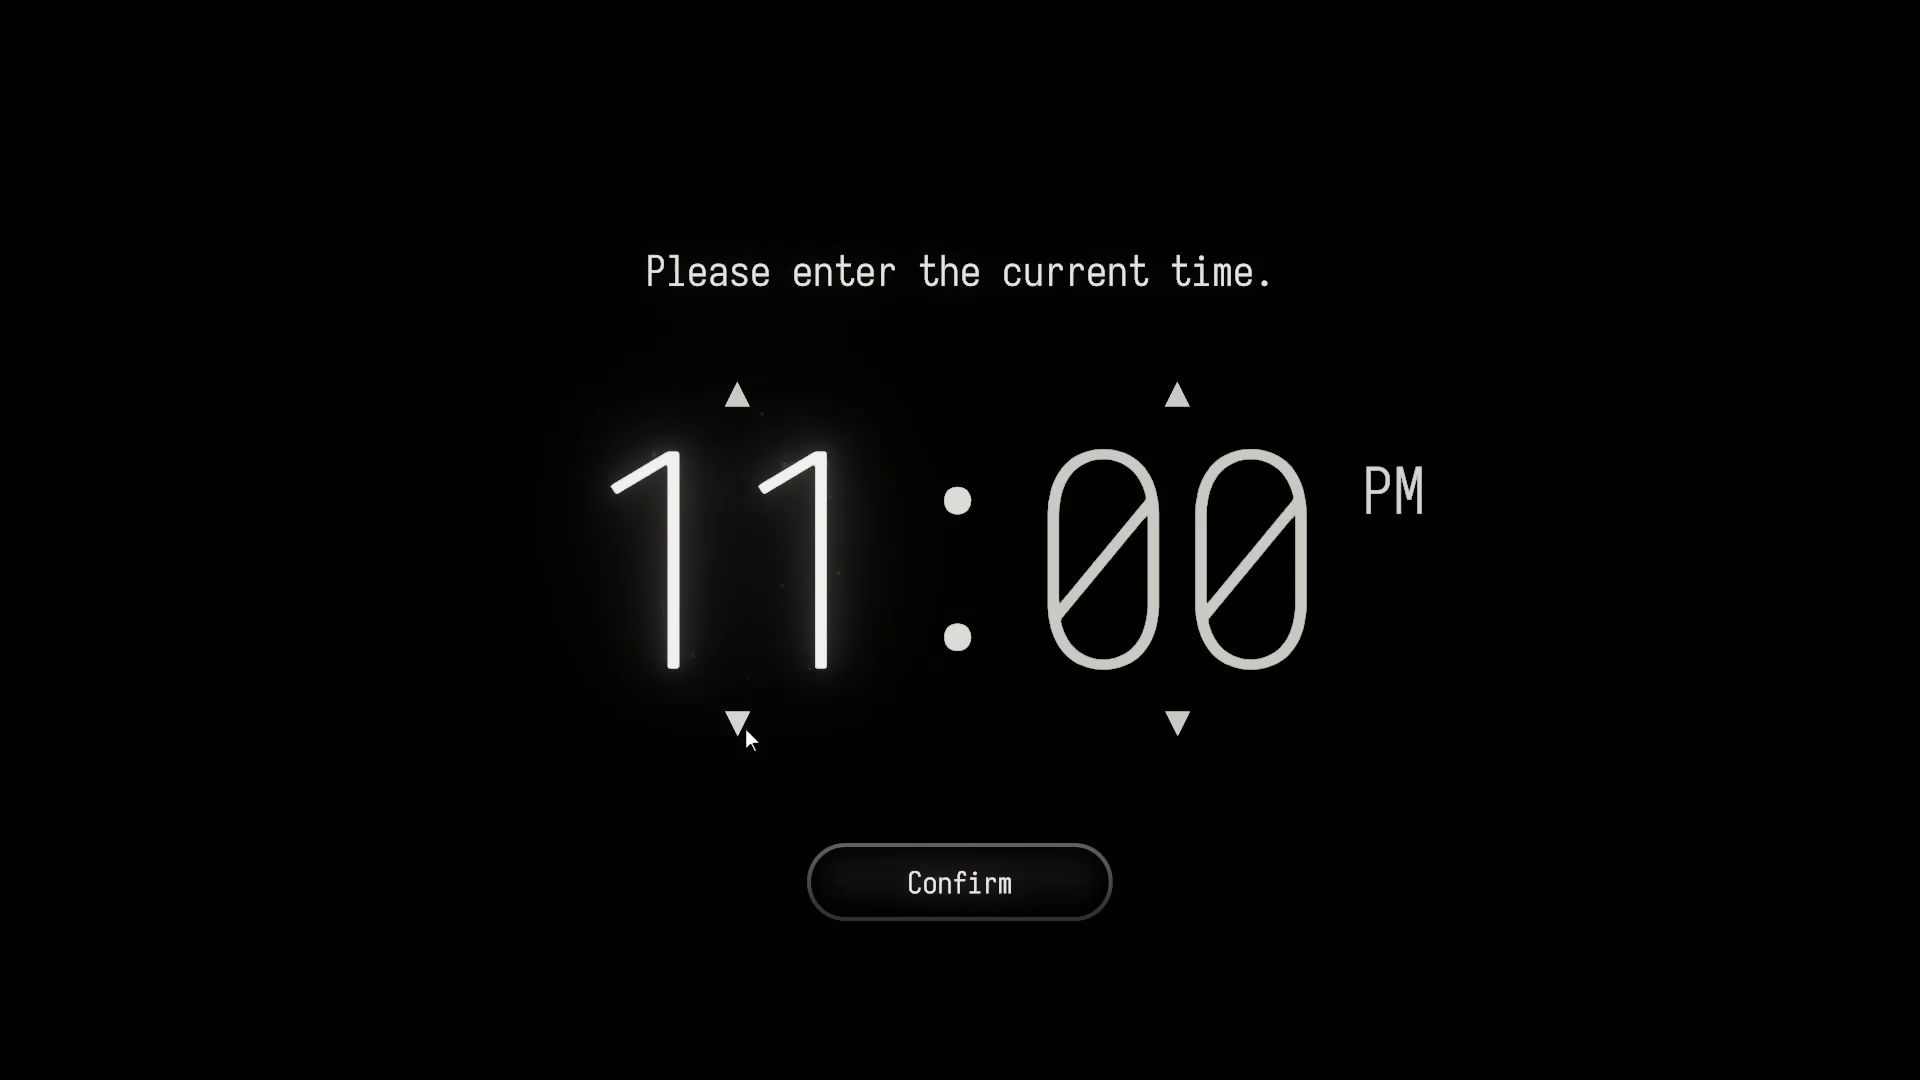 Please enter the current time.
▲ ▲
11:00 PM
▼ ▼
Confirm